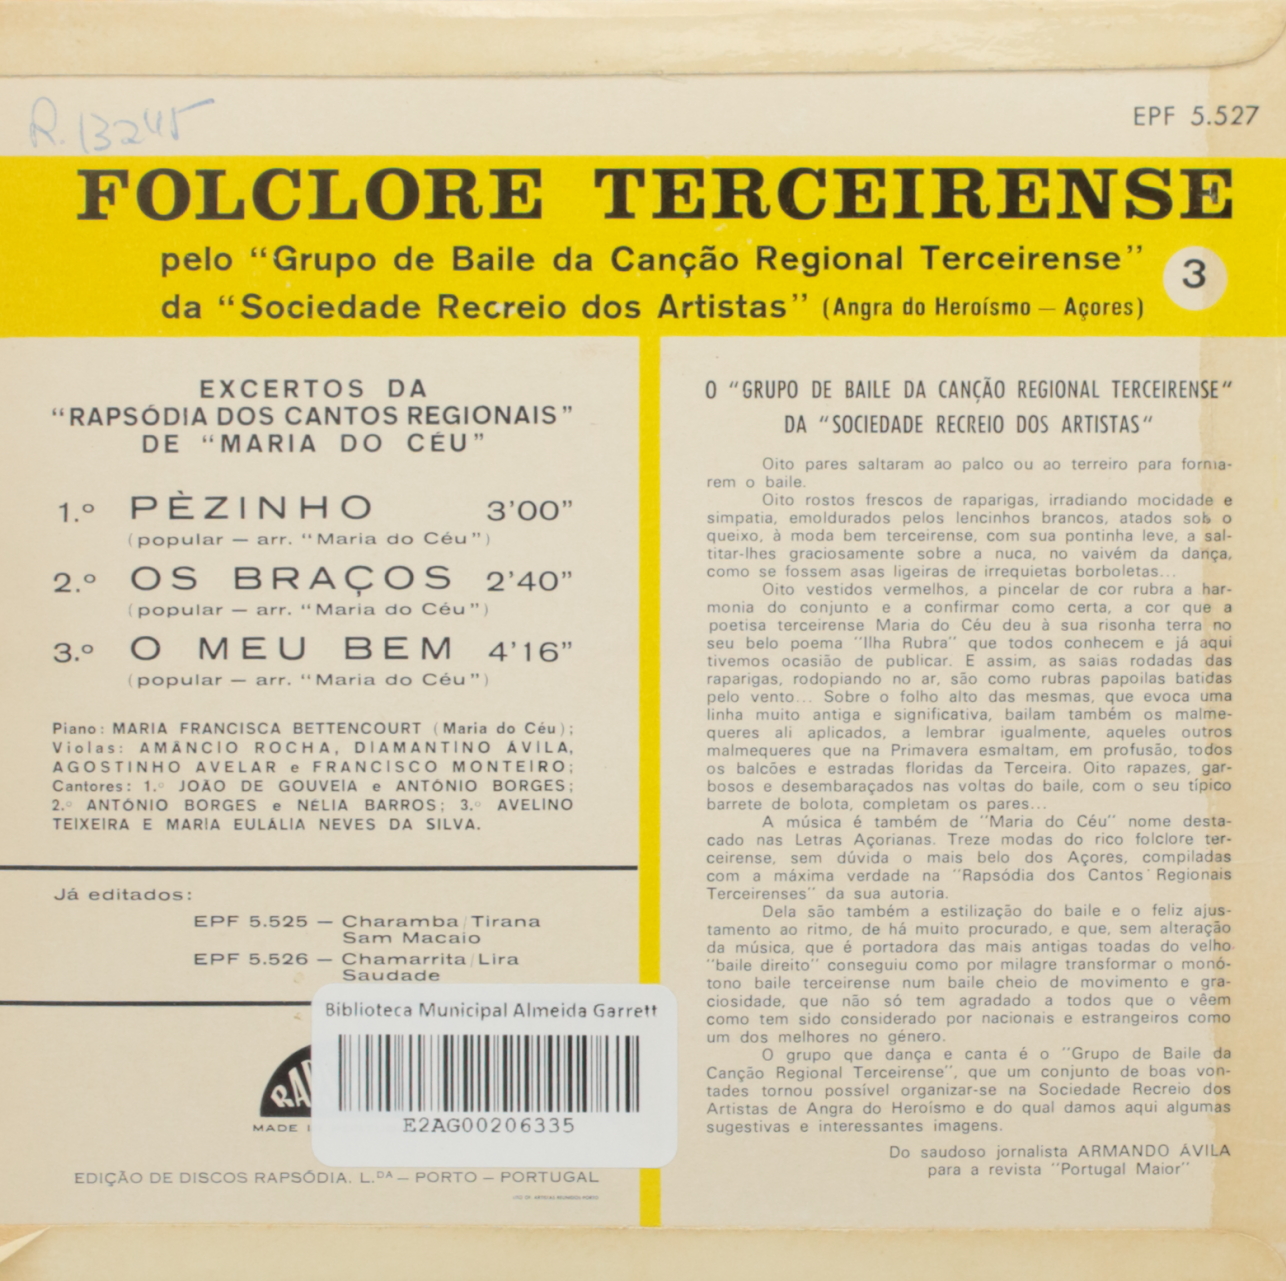 R. 13245
EPF 5.527
FOLCLORE TERCEIRENSE
pelo "Grupo de Baile da Canção Regional Terceirense"
da "Sociedade Recreio dos Artistas" (Angra do Heroísmo — Açores)
3
EXCERTOS DA
"RAPSÓDIA DOS CANTOS REGIONAIS"
DE "MARIA DO CÉU"
1.º PÈZINHO 3'00"
(popular — arr. "Maria do Céu")
2.º OS BRAÇOS 2'40"
(popular — arr. "Maria do Céu")
3.º O MEU BEM 4'16"
(popular — arr. "Maria do Céu")
Piano: MARIA FRANCISCA BETTENCOURT (Maria do Céu);
Violas: AMÂNCIO ROCHA, DIAMANTINO ÁVILA,
AGOSTINHO AVELAR e FRANCISCO MONTEIRO;
Cantores: 1.º JOÃO DE GOUVEIA e ANTÓNIO BORGES;
2.º ANTÓNIO BORGES e NÉLIA BARROS; 3.º AVELINO
TEIXEIRA E MARIA EULÁLIA NEVES DA SILVA.
Já editados:
EPF 5.525 — Charamba/Tirana
Sam Macaio
EPF 5.526 — Chamarrita/Lira
Saudade
Biblioteca Municipal Almeida Garrett
E2AG00206335
MADE
EDIÇÃO DE DISCOS RAPSÓDIA. L.DA — PORTO — PORTUGAL
O "GRUPO DE BAILE DA CANÇÃO REGIONAL TERCEIRENSE"
DA "SOCIEDADE RECREIO DOS ARTISTAS"
Oito pares saltaram ao palco ou ao terreiro para forma-
rem o baile.
Oito rostos frescos de raparigas, irradiando mocidade e
simpatia, emoldurados pelos lencinhos brancos, atados sob o
queixo, à moda bem terceirense, com sua pontinha leve, a sal-
titar-lhes graciosamente sobre a nuca, no vaivém da dança,
como se fossem asas ligeiras de irrequietas borboletas...
Oito vestidos vermelhos, a pincelar de cor rubra a har-
monia do conjunto e a confirmar como certa, a cor que a
poetisa terceirense Maria do Céu deu à sua risonha terra no
seu belo poema "Ilha Rubra" que todos conhecem e já aqui
tivemos ocasião de publicar. E assim, as saias rodadas das
raparigas, rodopiando no ar, são como rubras papoilas batidas
pelo vento... Sobre o folho alto das mesmas, que evoca uma
linha muito antiga e significativa, bailam também os malme-
queres ali aplicados, a lembrar igualmente, aqueles outros
malmequeres que na Primavera esmaltam, em profusão, todos
os balcões e estradas floridas da Terceira. Oito rapazes, gar-
bosos e desembaraçados nas voltas do baile, com o seu típico
barrete de bolota, completam os pares...
A música é também de "Maria do Céu" nome desta-
cado nas Letras Açorianas. Treze modas do rico folclore ter-
ceirense, sem dúvida o mais belo dos Açores, compiladas
com a máxima verdade na "Rapsódia dos Cantos Regionais
Terceirenses" da sua autoria.
Dela são também a estilização do baile e o feliz ajus-
tamento ao ritmo, de há muito procurado, e que, sem alteração
da música, que é portadora das mais antigas toadas do velho
"baile direito" conseguiu como por milagre transformar o monó-
tono baile terceirense num baile cheio de movimento e gra-
ciosidade, que não só tem agradado a todos que o vêem
como tem sido considerado por nacionais e estrangeiros como
um dos melhores no género.
O grupo que dança e canta é o "Grupo de Baile da
Canção Regional Terceirense", que um conjunto de boas von-
tades tornou possível organizar-se na Sociedade Recreio dos
Artistas de Angra do Heroísmo e do qual damos aqui algumas
sugestivas e interessantes imagens.
Do saudoso jornalista ARMANDO ÁVILA
para a revista "Portugal Maior"